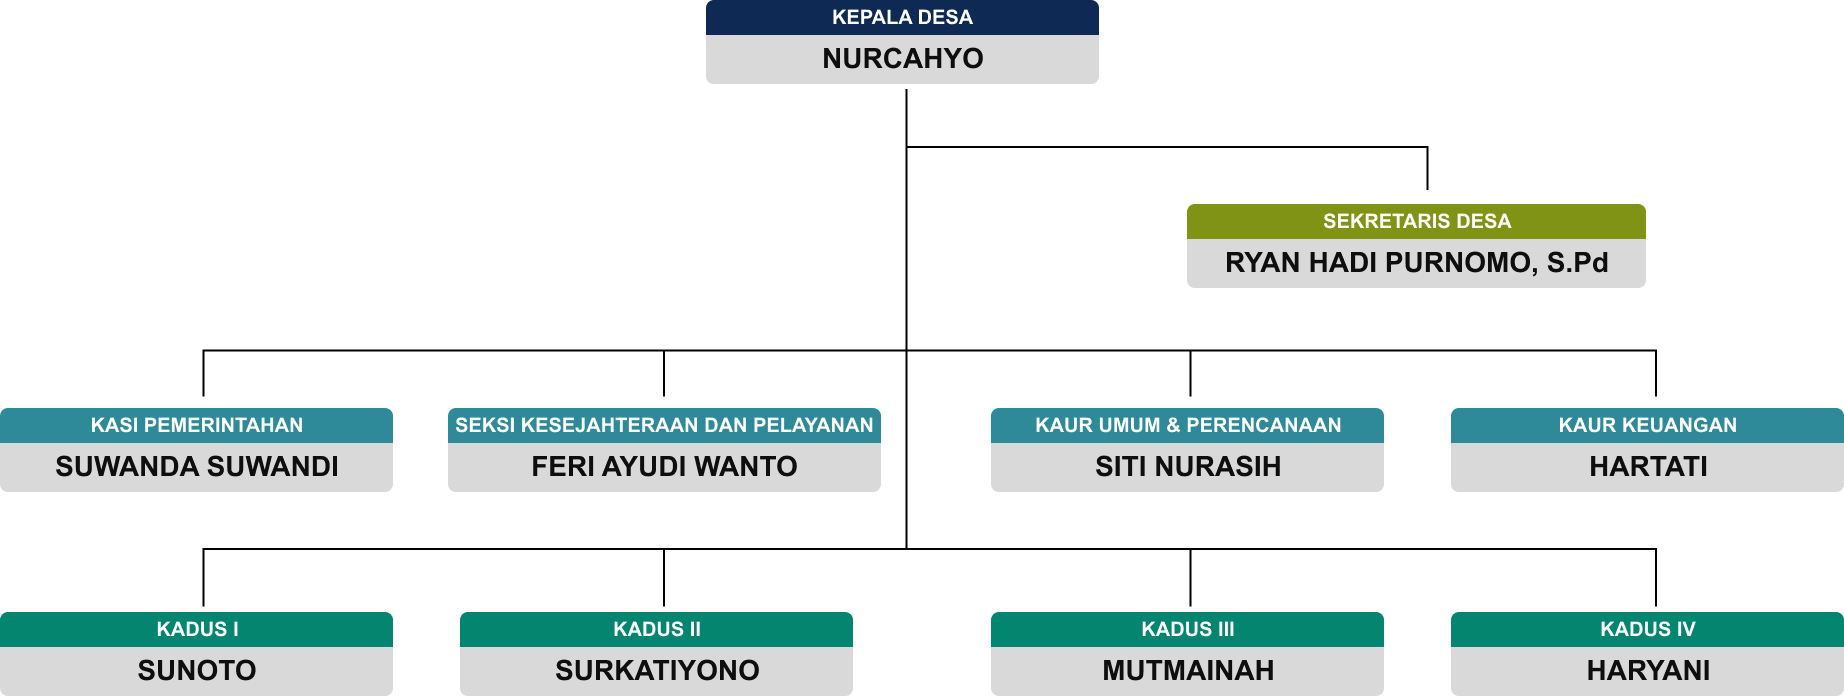 KEPALA DESA
NURCAHYO
SEKRETARIS DESA
RYAN HADI PURNOMO, S.Pd
KASI PEMERINTAHAN
SUWANDA SUWANDI
SEKSI KESEJAHTERAAN DAN PELAYANAN
FERI AYUDI WANTO
KAUR UMUM & PERENCANAAN
SITI NURASIH
KAUR KEUANGAN
HARTATI
KADUS I
SUNOTO
KADUS II
SURKATIYONO
KADUS III
MUTMAINAH
KADUS IV
HARYANI